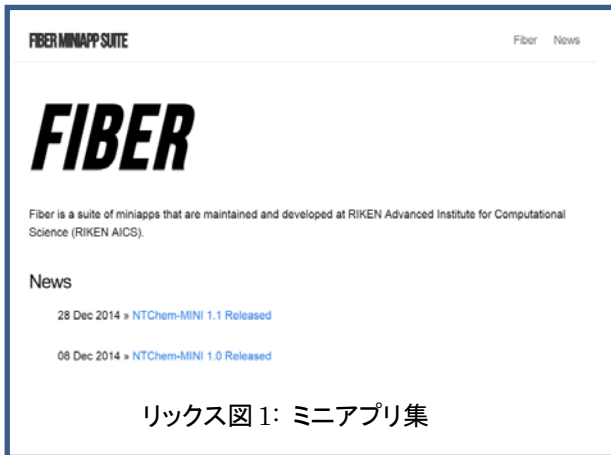 FIBER MINIAPP SUITE
Fiber News
FIBER
Fiber is a suite of miniapps that are maintained and developed at RIKEN Advanced Institute for Computational
Science (RIKEN AICS).
News
28 Dec 2014 » NTChem-MINI 1.1 Released
08 Dec 2014 » NTChem-MINI 1.0 Released
リックス図 1: ミニアプリ集